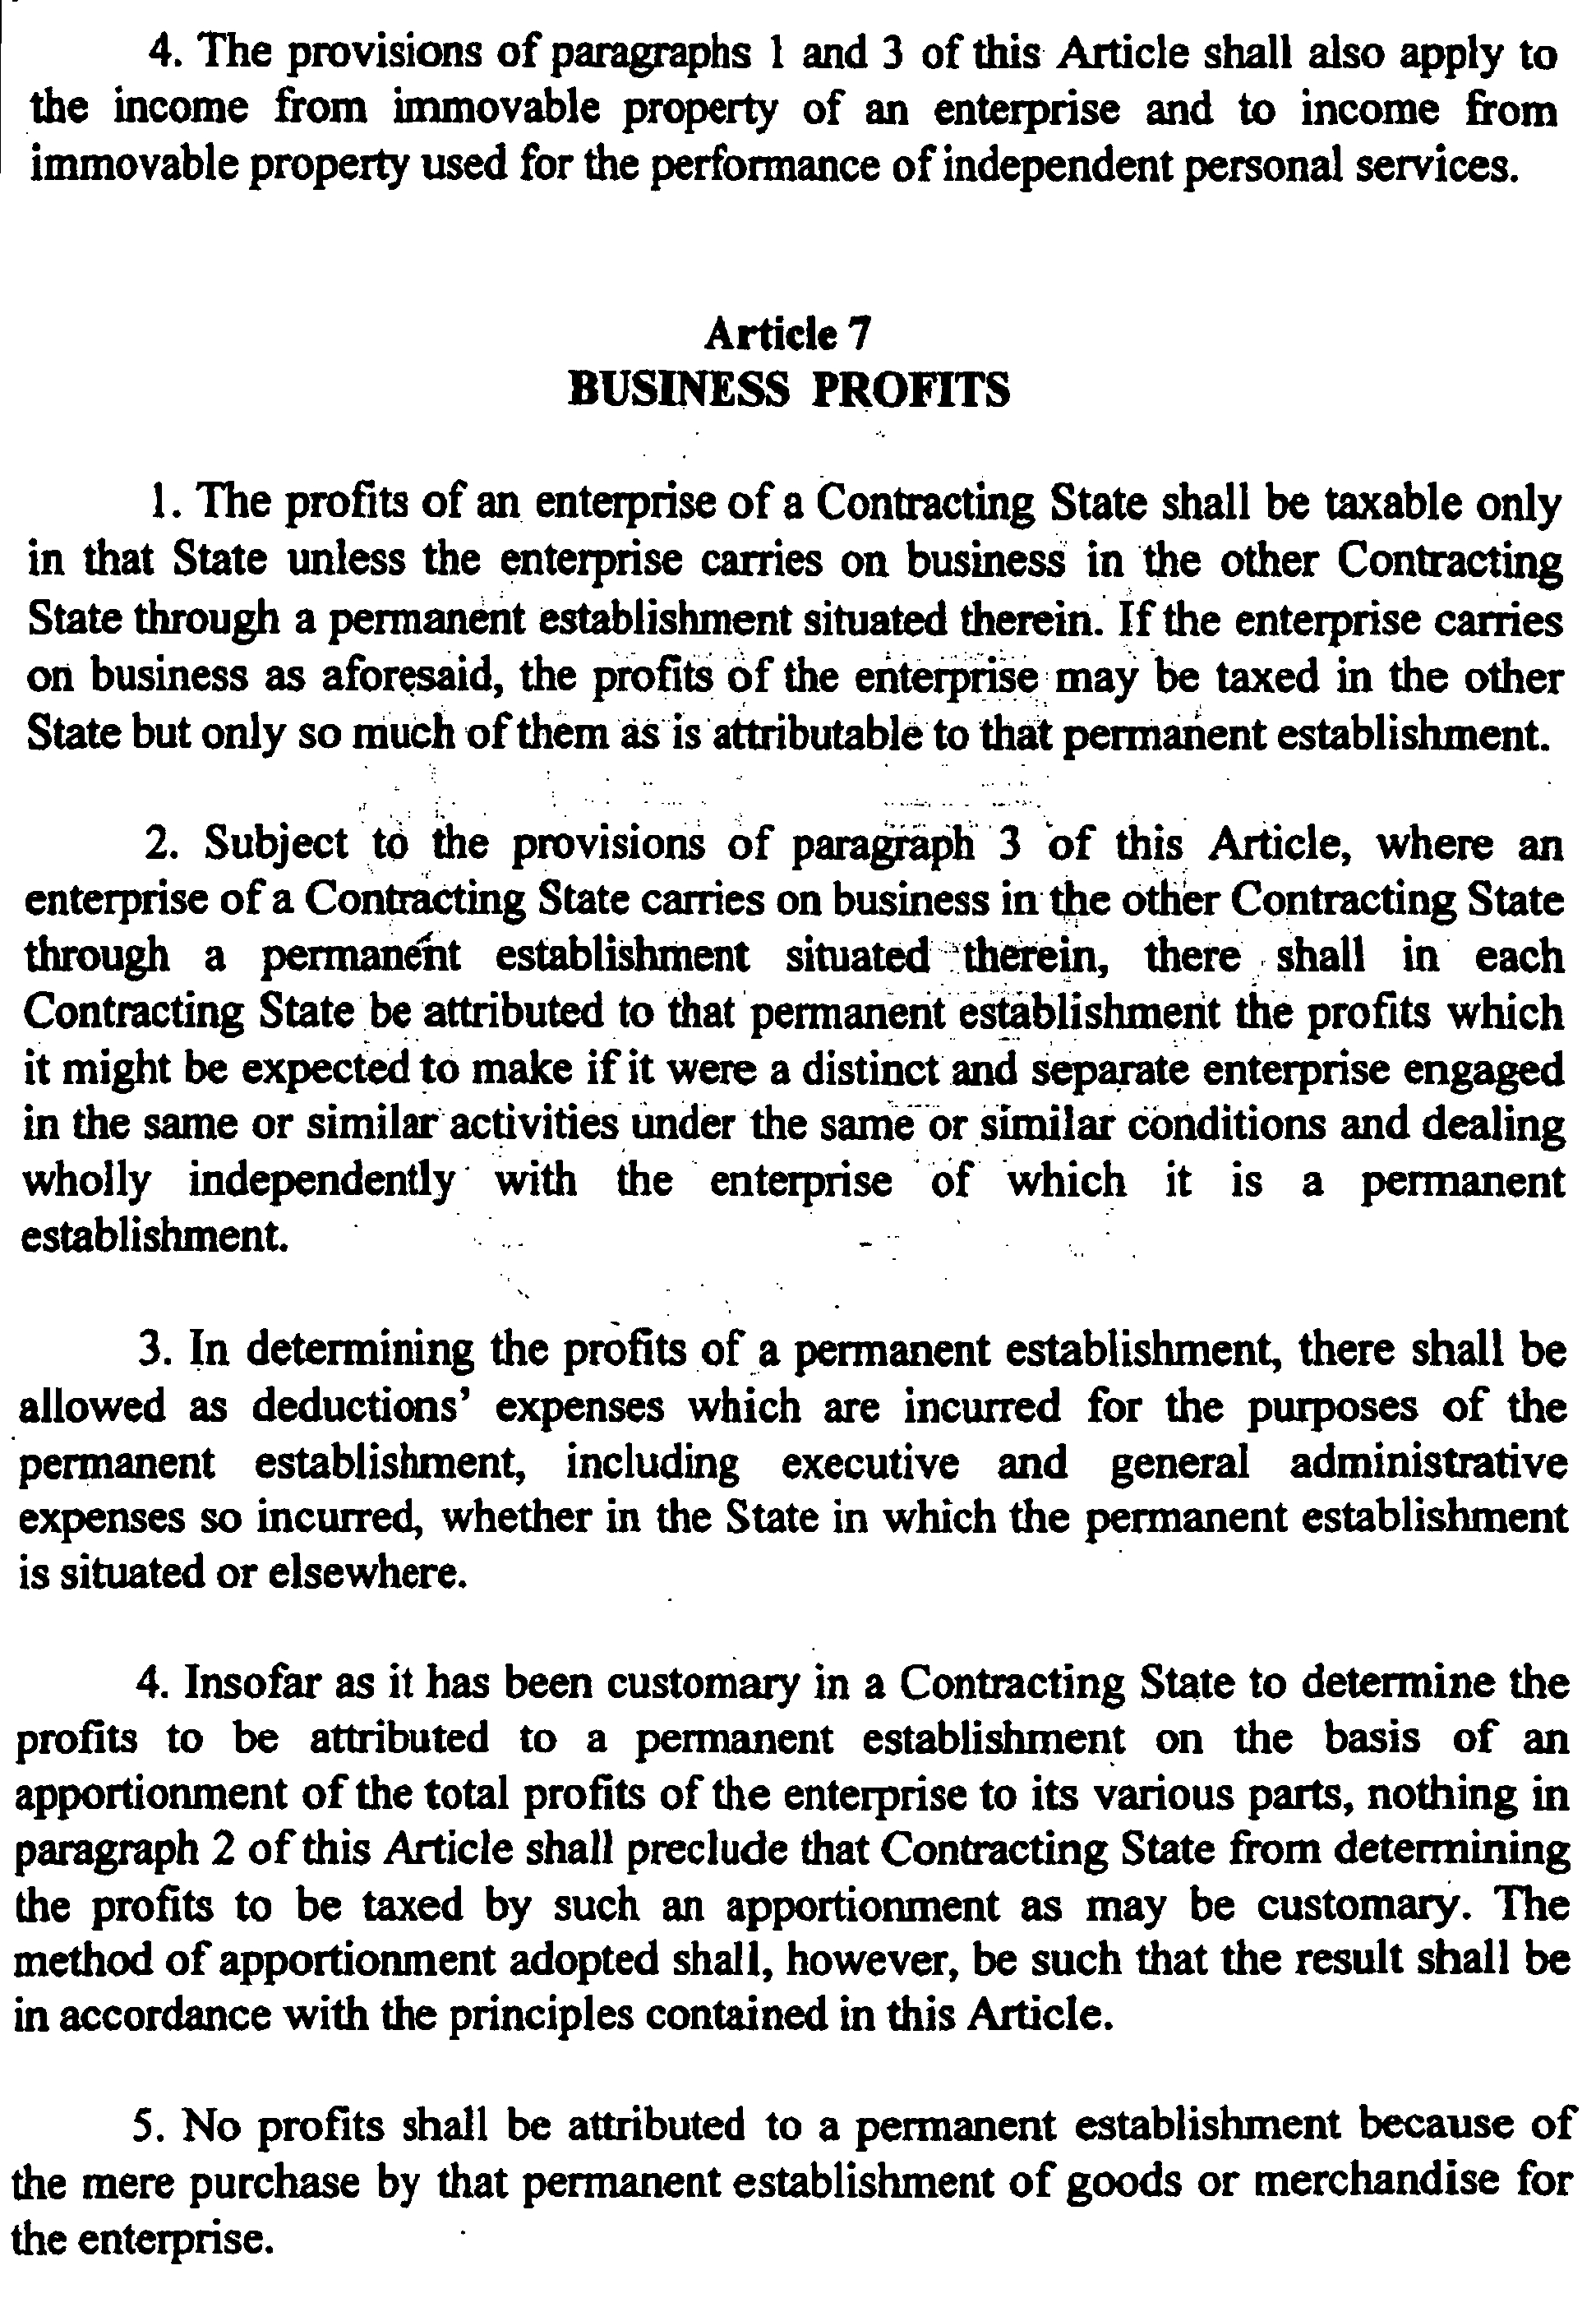 4. The provisions of paragraphs 1 and 3 of this Article shall also apply to
the income from immovable property of an enterprise and to income from
immovable property used for the performance of independent personal services.
Article 7
BUSINESS PROFITS
1. The profits of an enterprise of a Contracting State shall be taxable only
in that State unless the enterprise carries on business in the other Contracting
State through a permanent establishment situated therein. If the enterprise carries
on business as aforesaid, the profits of the enterprise may be taxed in the other
State but only so much of them as is attributable to that permanent establishment.
2. Subject to the provisions of paragraph 3 of this Article, where an
enterprise of a Contracting State carries on business in the other Contracting State
through a permanent establishment situated therein, there shall in each
Contracting State be attributed to that permanent establishment the profits which
it might be expected to make if it were a distinct and separate enterprise engaged
in the same or similar activities under the same or similar conditions and dealing
wholly independently with the enterprise of which it is a permanent
establishment.
3. In determining the profits of a permanent establishment, there shall be
allowed as deductions' expenses which are incurred for the purposes of the
permanent establishment, including executive and general administrative
expenses so incurred, whether in the State in which the permanent establishment
is situated or elsewhere.
4. Insofar as it has been customary in a Contracting State to determine the
profits to be attributed to a permanent establishment on the basis of an
apportionment of the total profits of the enterprise to its various parts, nothing in
paragraph 2 of this Article shall preclude that Contracting State from determining
the profits to be taxed by such an apportionment as may be customary. The
method of apportionment adopted shall, however, be such that the result shall be
in accordance with the principles contained in this Article.
5. No profits shall be attributed to a permanent establishment because of
the mere purchase by that permanent establishment of goods or merchandise for
the enterprise.